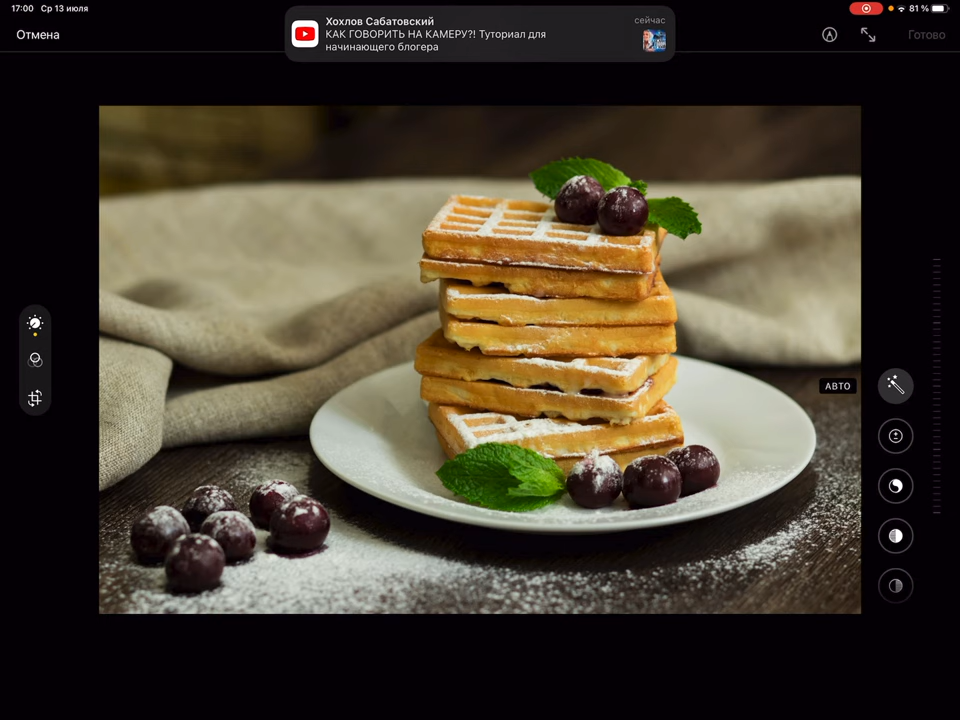 17:00 Ср 13 июля
81 %
Отмена
Хохлов Сабатовский
сейчас
КАК ГОВОРИТЬ НА КАМЕРУ?! Туториал для
начинающего блогера
Готово
АВТО